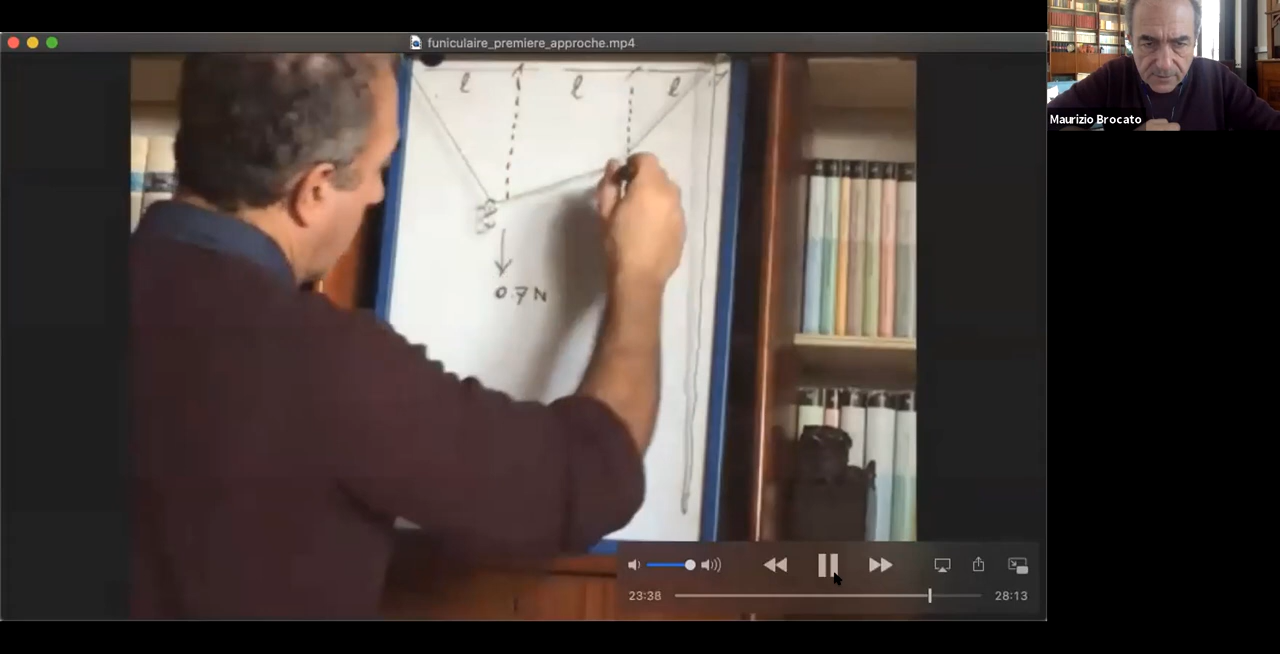 funiculaire_premiere_approche.mp4
Maurizio Brocato
l l l
0.7 N
23:38 28:13